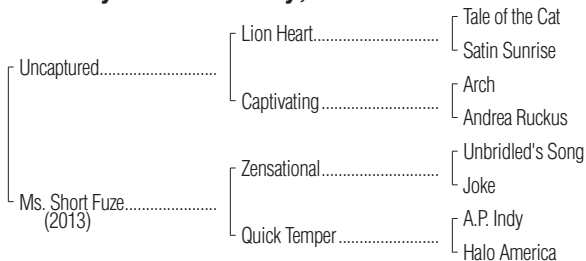 Lion Heart
Tale of the Cat
Satin Sunrise
Uncaptured
Captivating
Arch
Andrea Ruckus
Zensational
Unbridled's Song
Joke
Ms. Short Fuze
(2013)
Quick Temper
A.P. Indy
Halo America